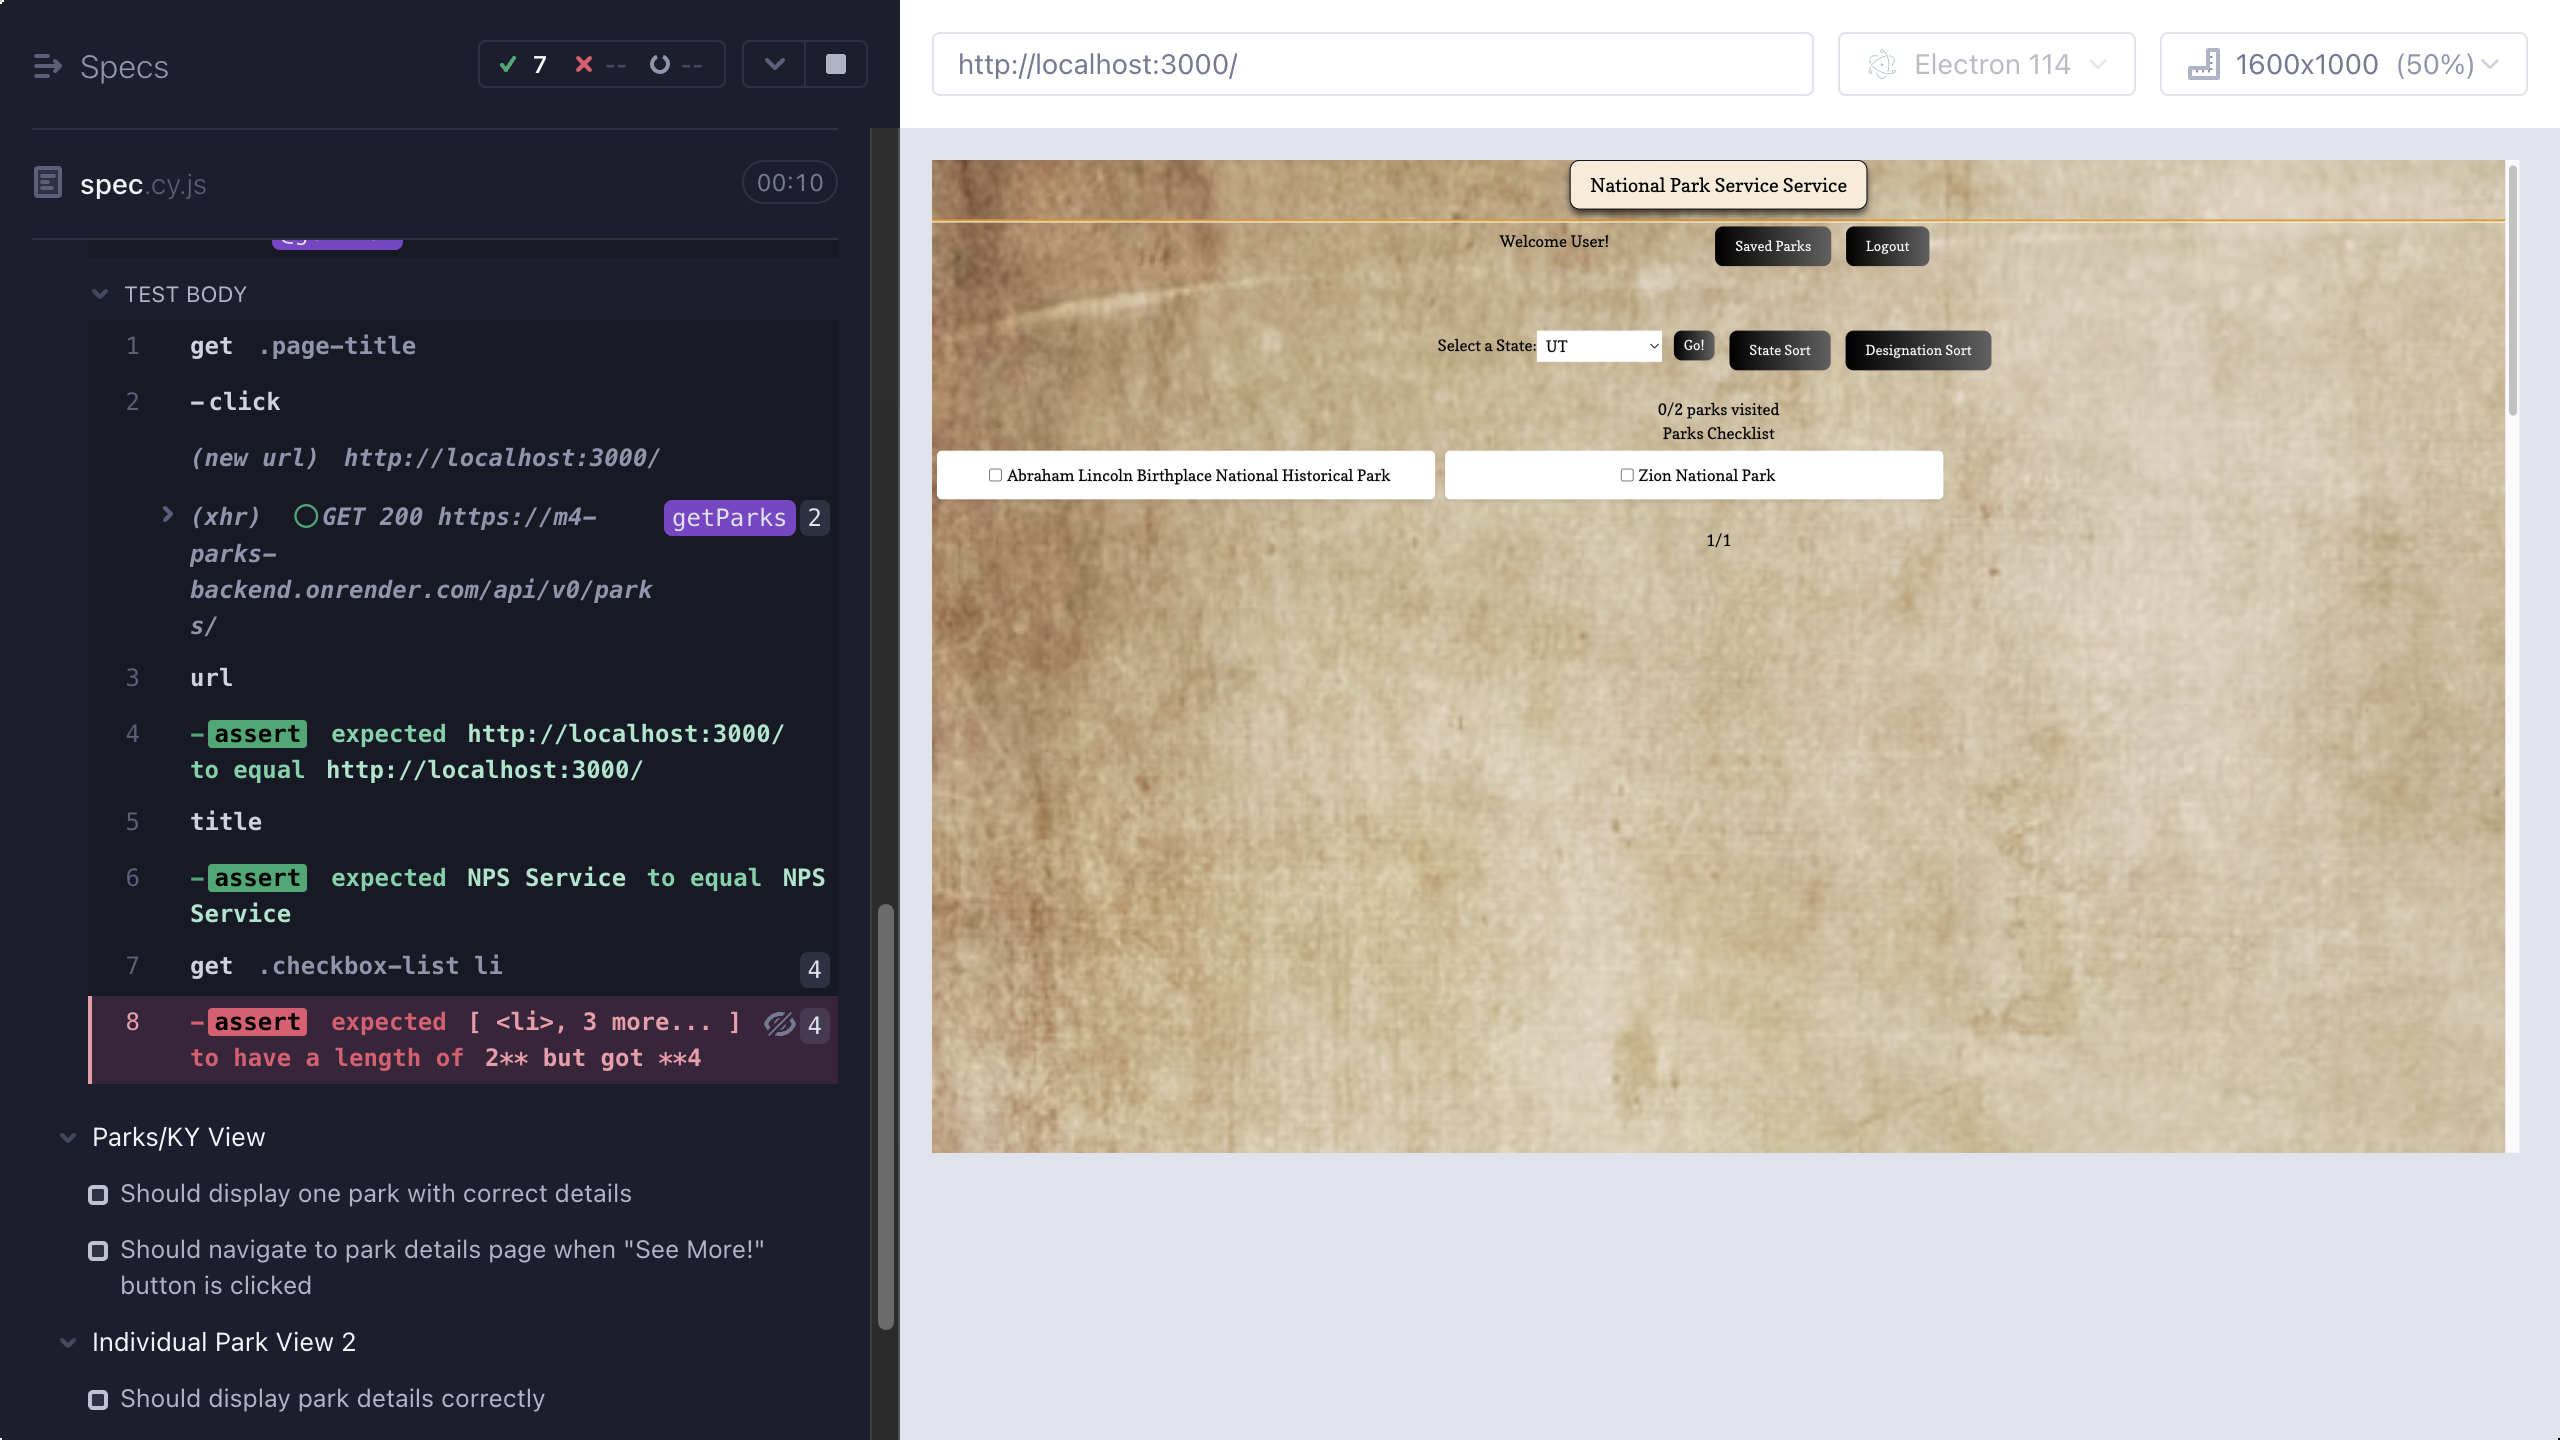 Specs
7
--
--
spec.cy.js
00:10
TEST BODY
1 get .page-title
2 -click
(new url) http://localhost:3000/
(xhr) GET 200 https://m4- getParks 2
parks-
backend.onrender.com/api/v0/park
s/
3 url
4 -assert expected http://localhost:3000/
to equal http://localhost:3000/
5 title
6 -assert expected NPS Service to equal NPS
Service
7 get .checkbox-list li 4
8 -assert expected [ <li>, 3 more... ] 4
to have a length of 2** but got **4
Parks/KY View
Should display one park with correct details
Should navigate to park details page when "See More!"
button is clicked
Individual Park View 2
Should display park details correctly
http://localhost:3000/
Electron 114
1600x1000 (50%)
National Park Service Service
Welcome User!
Saved Parks
Logout
Select a State: UT
Go!
State Sort
Designation Sort
0/2 parks visited
Parks Checklist
Abraham Lincoln Birthplace National Historical Park
Zion National Park
1/1